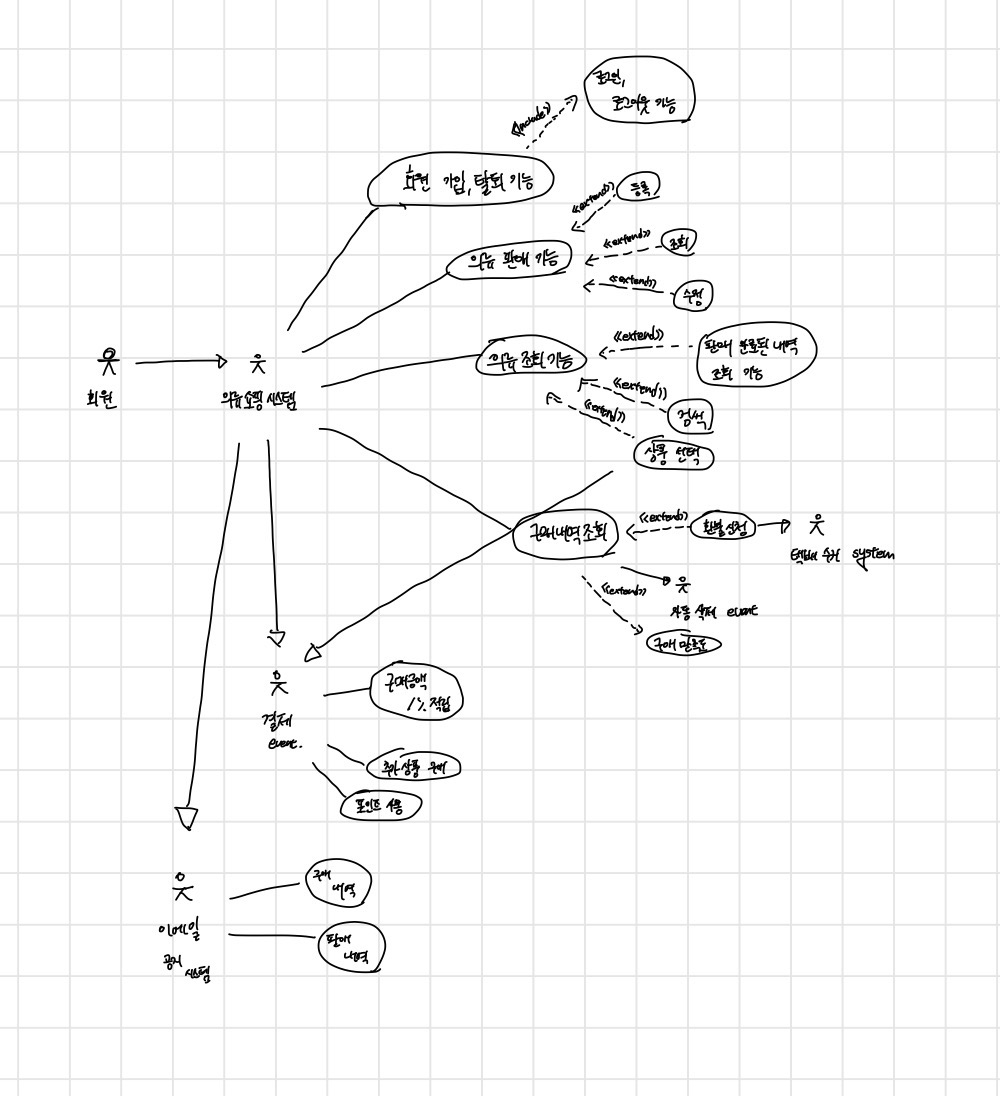 로그인,
로그아웃 기능
<<include>>
회원 가입, 탈퇴 기능
<<extend>>
등록
의류 판매 기능
<<extend>>
조회
<<extend>>
수정
의류 조회 기능
<<extend>>
판매 완료된 내역
조회 기능
<<extend>>
검색
<<extend>>
상품 선택
회원
의류 쇼핑 시스템
구매 내역 조회
<<extend>>
환불 신청
택배 수거 system
자동 삭제 event
<<extend>>
구매 만족도
결제
event.
구매금액
1% 적립
추가 상품 구매
포인트 사용
이메일
공지
시스템
구매
내역
판매
내역